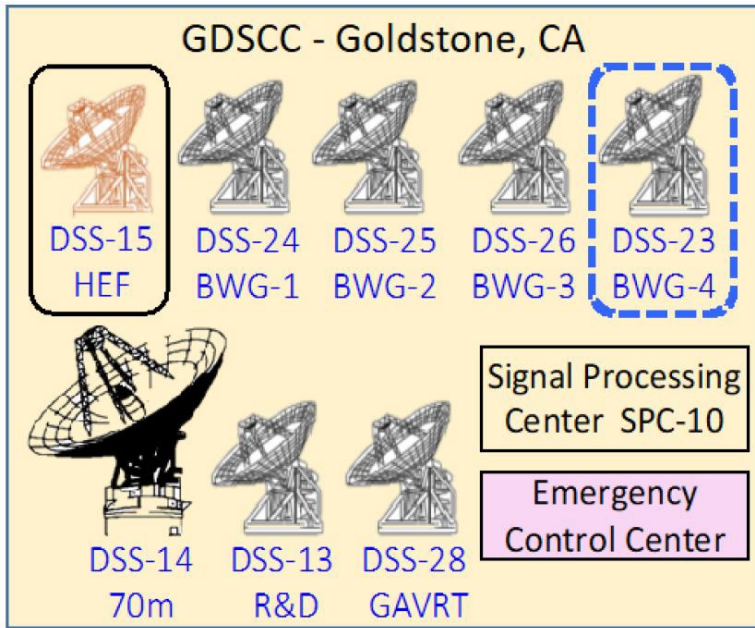 GDSCC - Goldstone, CA
DSS-15
HEF
DSS-24
BWG-1
DSS-25
BWG-2
DSS-26
BWG-3
DSS-23
BWG-4
Signal Processing
Center SPC-10
Emergency
Control Center
DSS-14
70m
DSS-13
R&D
DSS-28
GAVRT